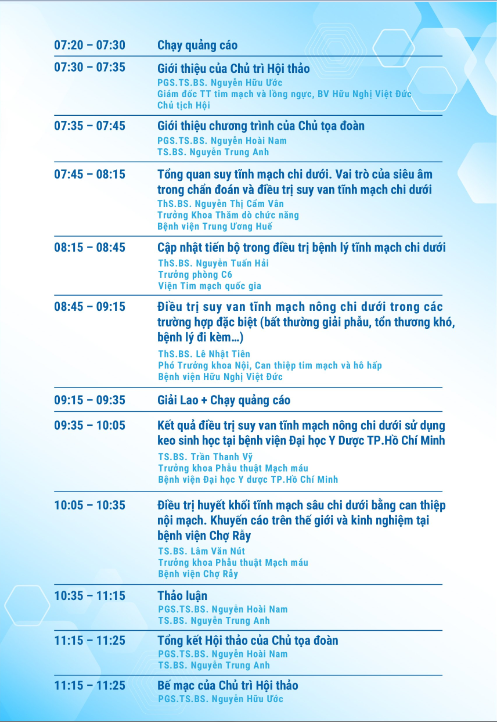 07:20 – 07:30 Chạy quảng cáo
07:30 – 07:35 Giới thiệu của Chủ trì Hội thảo
PGS.TS.BS. Nguyễn Hữu Ước
Giám đốc TT tim mạch và lồng ngực, BV Hữu Nghị Việt Đức
Chủ tịch Hội
07:35 – 07:45 Giới thiệu chương trình của Chủ tọa đoàn
PGS.TS.BS. Nguyễn Hoài Nam
TS.BS. Nguyễn Trung Anh
07:45 – 08:15 Tổng quan suy tĩnh mạch chi dưới. Vai trò của siêu âm
trong chẩn đoán và điều trị suy van tĩnh mạch chi dưới
ThS.BS. Nguyễn Thị Cẩm Vân
Trưởng Khoa Thăm dò chức năng
Bệnh viện Trung Ương Huế
08:15 – 08:45 Cập nhật tiến bộ trong điều trị bệnh lý tĩnh mạch chi dưới
ThS.BS. Nguyễn Tuấn Hải
Trưởng phòng C6
Viện Tim mạch quốc gia
08:45 – 09:15 Điều trị suy van tĩnh mạch nông chi dưới trong các
trường hợp đặc biệt (bất thường giải phẫu, tổn thương khó,
bệnh lý đi kèm...)
ThS.BS. Lê Nhật Tiên
Phó Trưởng khoa Nội, Can thiệp tim mạch và hô hấp
Bệnh viện Hữu Nghị Việt Đức
09:15 – 09:35 Giải Lao + Chạy quảng cáo
09:35 – 10:05 Kết quả điều trị suy van tĩnh mạch nông chi dưới sử dụng
keo sinh học tại bệnh viện Đại học Y Dược TP.Hồ Chí Minh
TS.BS. Trần Thanh Vỹ
Trưởng khoa Phẫu thuật Mạch máu
Bệnh viện Đại học Y dược TP.Hồ Chí Minh
10:05 – 10:35 Điều trị huyết khối tĩnh mạch sâu chi dưới bằng can thiệp
nội mạch. Khuyến cáo trên thế giới và kinh nghiệm tại
bệnh viện Chợ Rẫy
TS.BS. Lâm Văn Nút
Trưởng khoa Phẫu thuật Mạch máu
Bệnh viện Chợ Rẫy
10:35 – 11:15 Thảo luận
PGS.TS.BS. Nguyễn Hoài Nam
TS.BS. Nguyễn Trung Anh
11:15 – 11:25 Tổng kết Hội thảo của Chủ tọa đoàn
PGS.TS.BS. Nguyễn Hoài Nam
TS.BS. Nguyễn Trung Anh
11:15 – 11:25 Bế mạc của Chủ trì Hội thảo
PGS.TS.BS. Nguyễn Hữu Ước